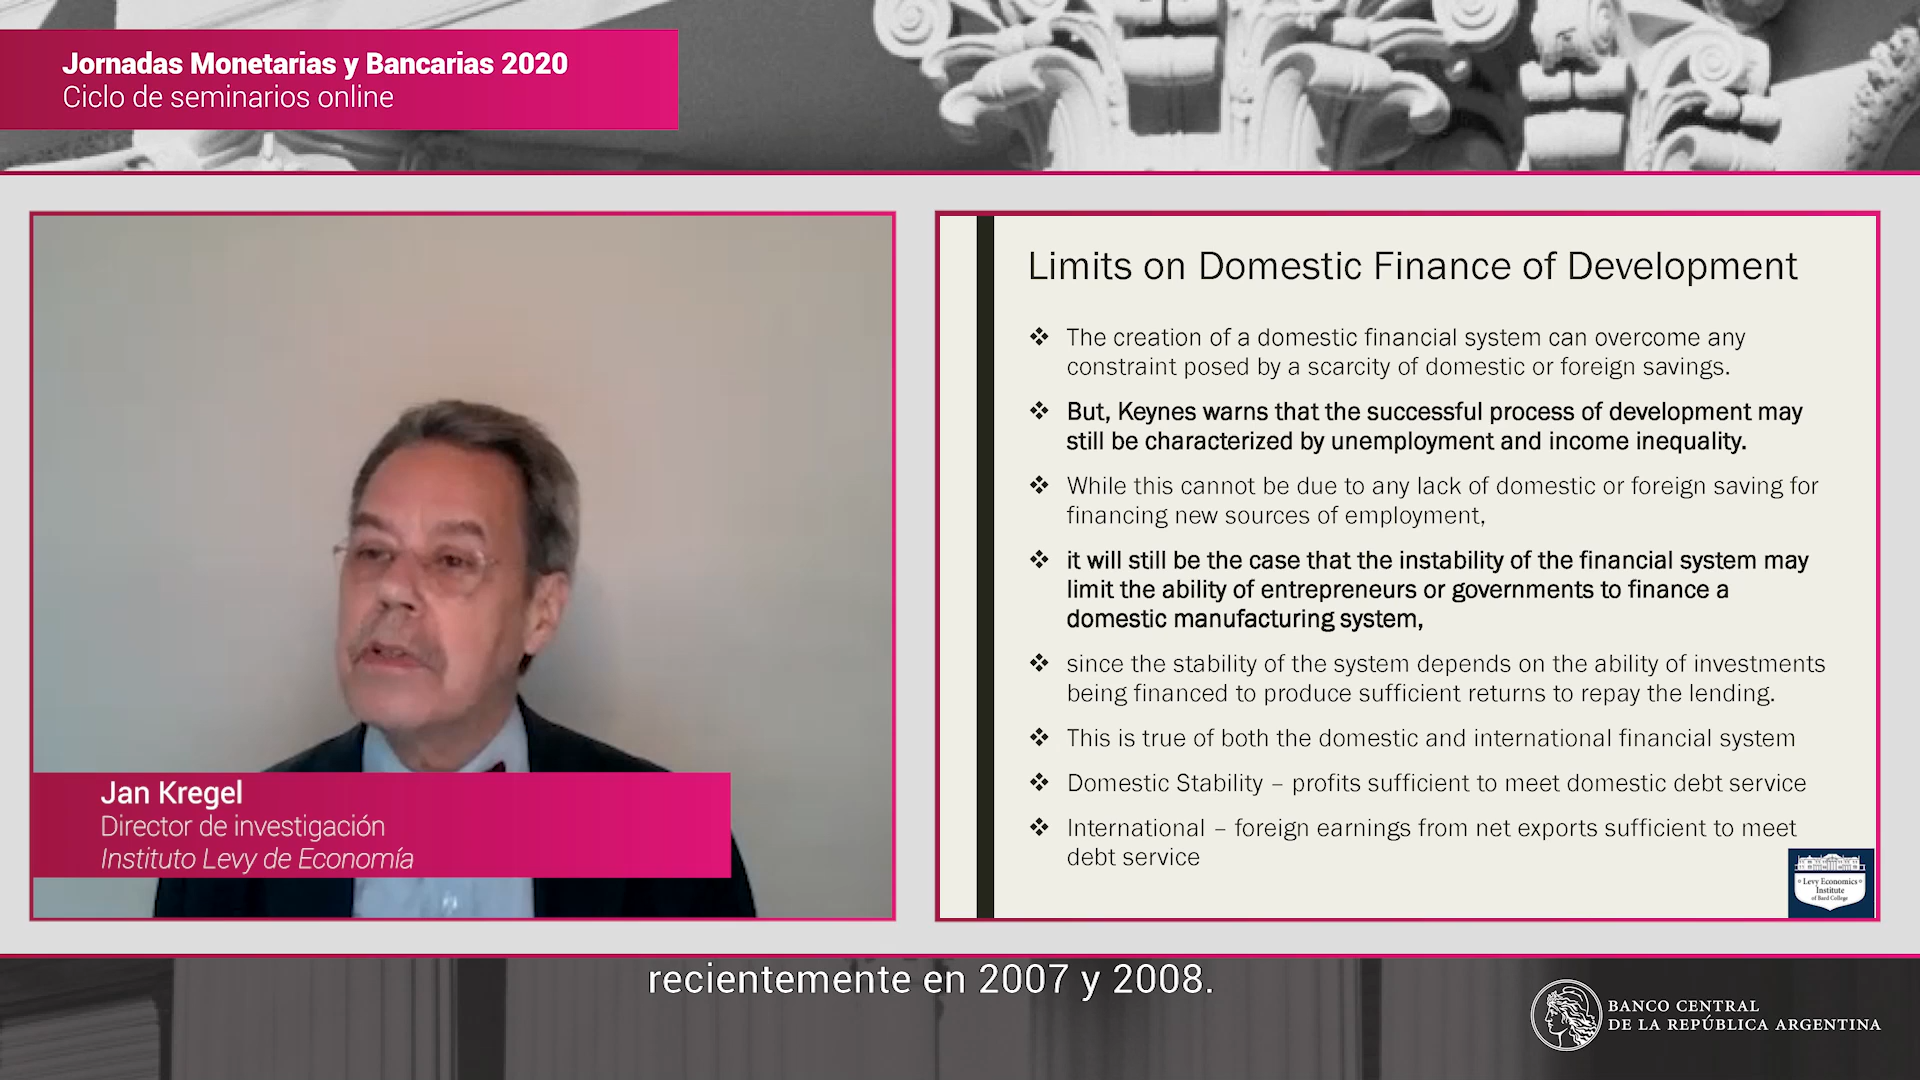 Jornadas Monetarias y Bancarias 2020
Ciclo de seminarios online
Limits on Domestic Finance of Development
❖ The creation of a domestic financial system can overcome any
constraint posed by a scarcity of domestic or foreign savings.
❖ But, Keynes warns that the successful process of development may
still be characterized by unemployment and income inequality.
❖ While this cannot be due to any lack of domestic or foreign saving for
financing new sources of employment,
❖ it will still be the case that the instability of the financial system may
limit the ability of entrepreneurs or governments to finance a
domestic manufacturing system,
❖ since the stability of the system depends on the ability of investments
being financed to produce sufficient returns to repay the lending.
❖ This is true of both the domestic and international financial system
❖ Domestic Stability – profits sufficient to meet domestic debt service
❖ International – foreign earnings from net exports sufficient to meet
debt service
Levy Economics
Institute
of Bard College
Jan Kregel
Director de investigación
Instituto Levy de Economía
recientemente en 2007 y 2008.
BANCO CENTRAL
DE LA REPÚBLICA ARGENTINA